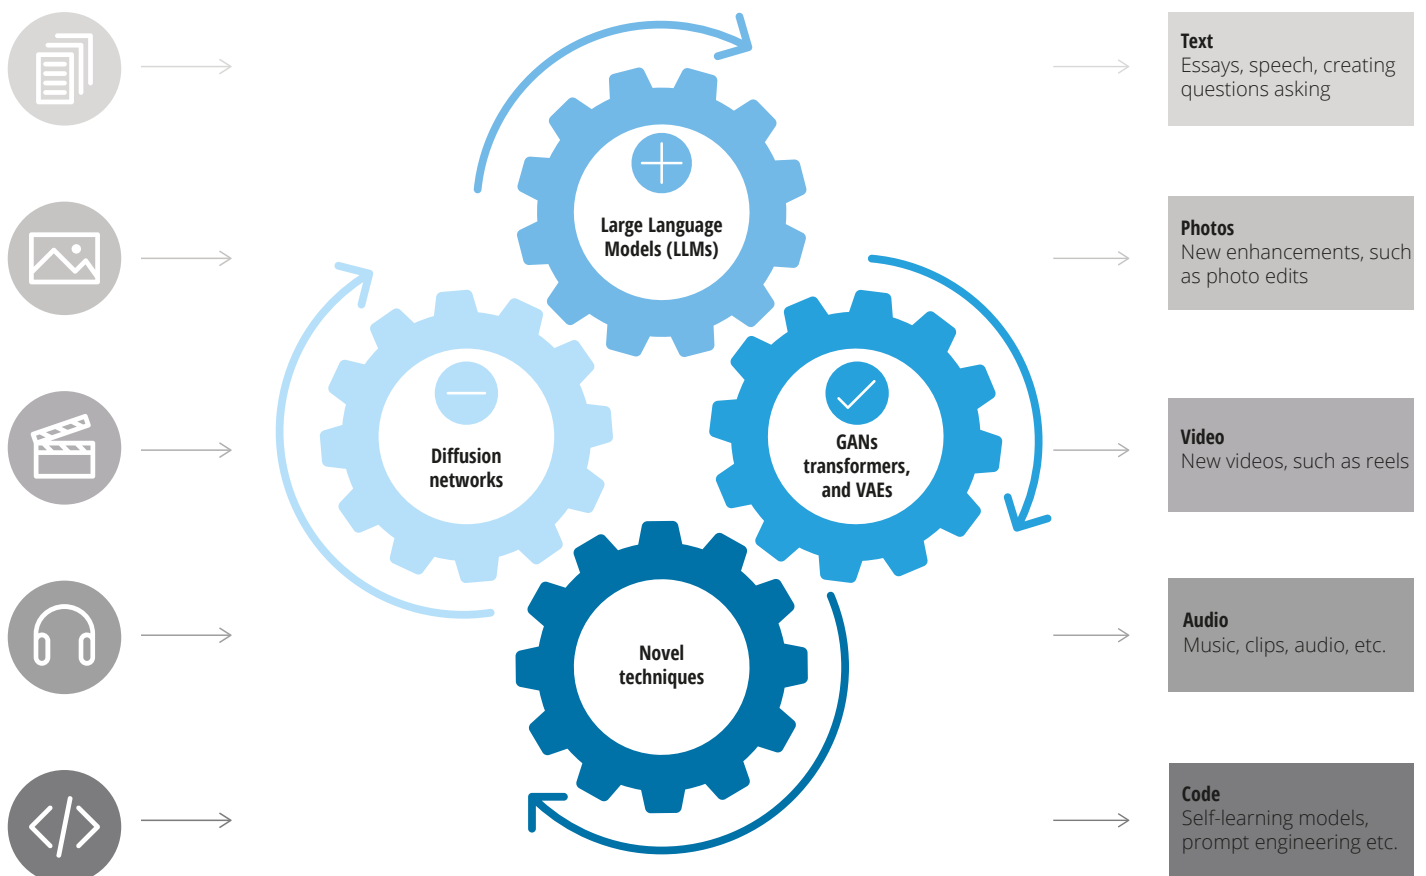 Large Language
Models (LLMs)
Diffusion
networks
GANs
transformers,
and VAEs
Novel
techniques
Text
Essays, speech, creating
questions asking
Photos
New enhancements, such
as photo edits
Video
New videos, such as reels
Audio
Music, clips, audio, etc.
Code
Self-learning models,
prompt engineering etc.